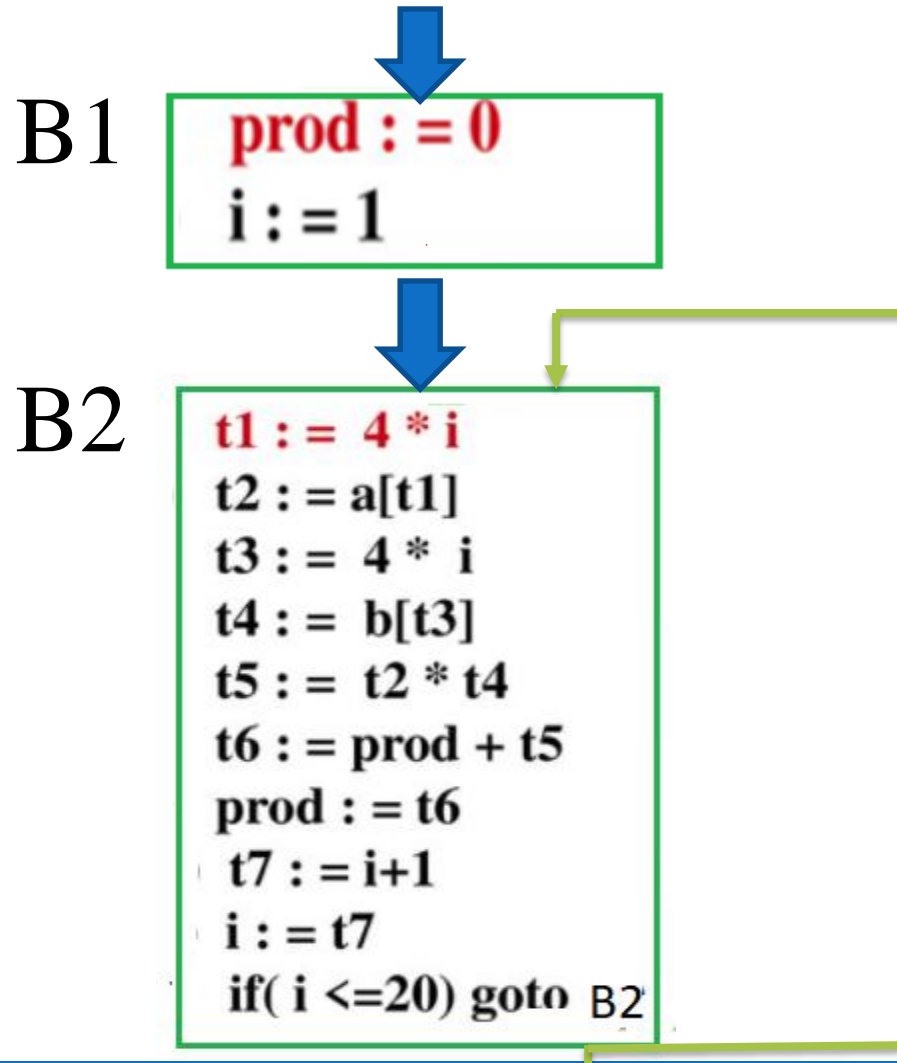 B1
prod : = 0
i : = 1
B2
t1 : = 4 * i
t2 : = a[t1]
t3 : = 4 * i
t4 : = b[t3]
t5 : = t2 * t4
t6 : = prod + t5
prod : = t6
t7 : = i+1
i : = t7
if( i <=20) goto B2